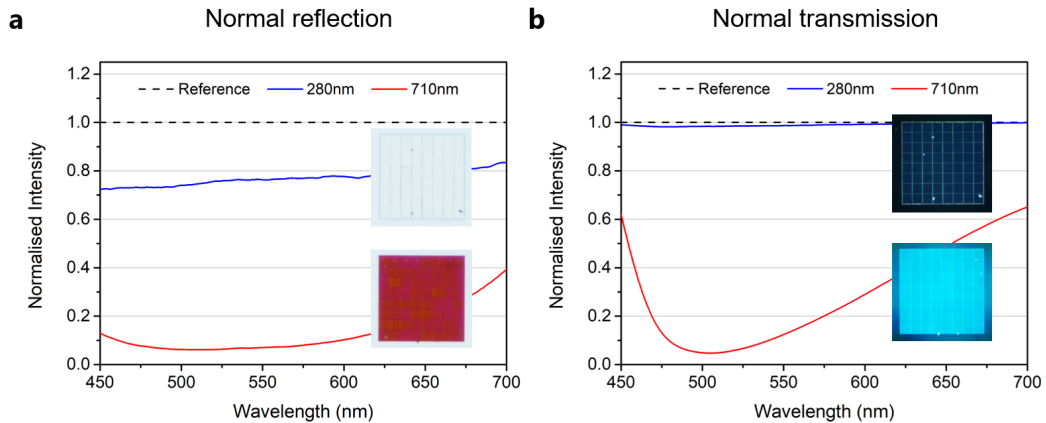 a
Normal reflection
1.2
1.0
0.8
0.6
0.4
0.2
0.0
Normalised Intensity
Reference 280nm 710nm
450 500 550 600 650 700
Wavelength (nm)
b
Normal transmission
1.2
1.0
0.8
0.6
0.4
0.2
0.0
Normalised Intensity
Reference 280nm 710nm
450 500 550 600 650 700
Wavelength (nm)